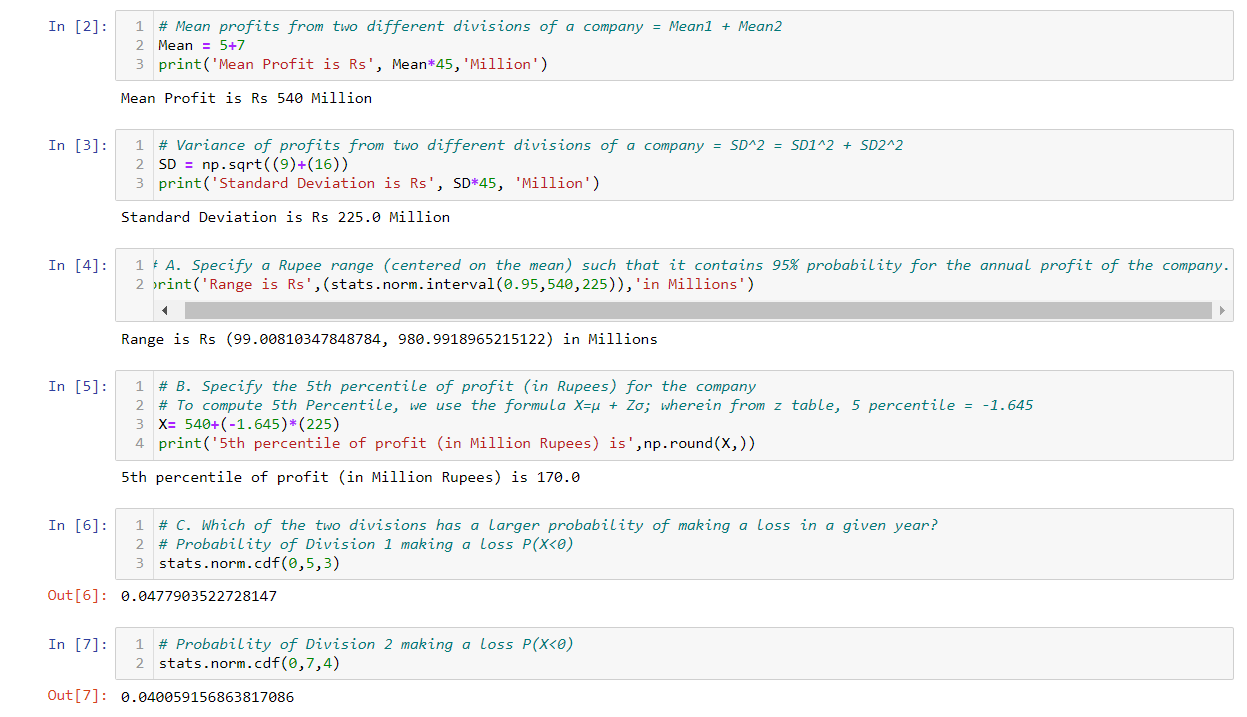 In [2]:
1 # Mean profits from two different divisions of a company = Mean1 + Mean2
2 Mean = 5+7
3 print('Mean Profit is Rs', Mean*45,'Million')
Mean Profit is Rs 540 Million
In [3]:
1 # Variance of profits from two different divisions of a company = SD^2 = SD1^2 + SD2^2
2 SD = np.sqrt((9)+(16))
3 print('Standard Deviation is Rs', SD*45, 'Million')
Standard Deviation is Rs 225.0 Million
In [4]:
1 # A. Specify a Rupee range (centered on the mean) such that it contains 95% probability for the annual profit of the company.
2 print('Range is Rs',(stats.norm.interval(0.95,540,225)),'in Millions')
Range is Rs (99.00810347848784, 980.9918965215122) in Millions
In [5]:
1 # B. Specify the 5th percentile of profit (in Rupees) for the company
2 # To compute 5th Percentile, we use the formula X=μ + Zσ; wherein from z table, 5 percentile = -1.645
3 X= 540+(-1.645)*(225)
4 print('5th percentile of profit (in Million Rupees) is',np.round(X,))
5th percentile of profit (in Million Rupees) is 170.0
In [6]:
1 # C. Which of the two divisions has a larger probability of making a loss in a given year?
2 # Probability of Division 1 making a loss P(X<0)
3 stats.norm.cdf(0,5,3)
Out[6]: 0.0477903522728147
In [7]:
1 # Probability of Division 2 making a loss P(X<0)
2 stats.norm.cdf(0,7,4)
Out[7]: 0.040059156863817086